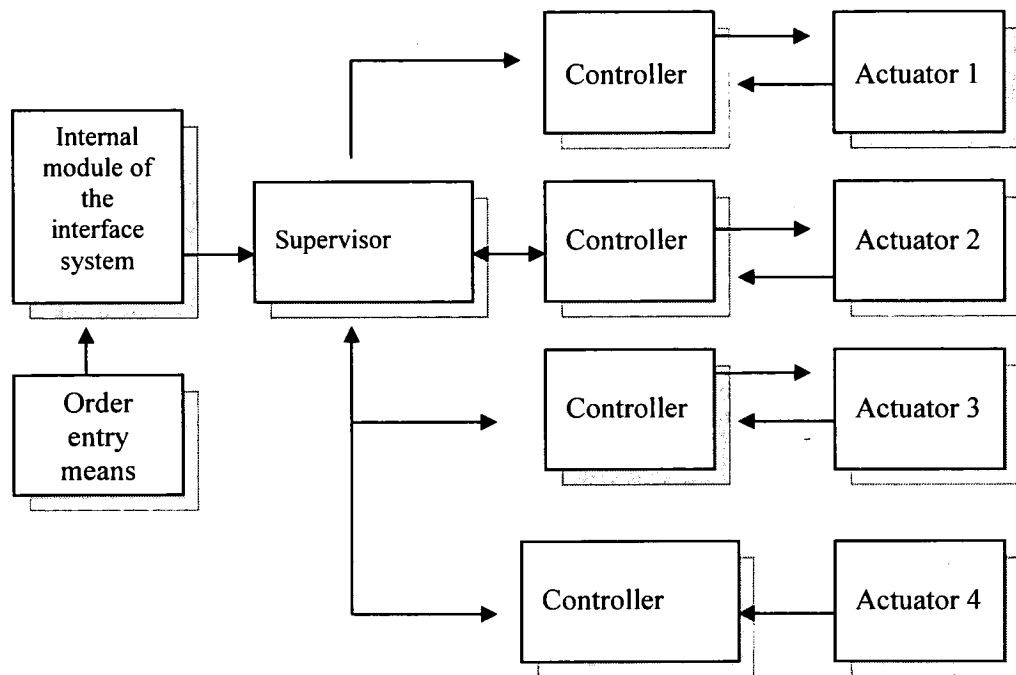 Controller
Actuator 1
Internal
module of
the
interface
system
Supervisor
Controller
Actuator 2
Order
entry
means
Controller
Actuator 3
Controller
Actuator 4